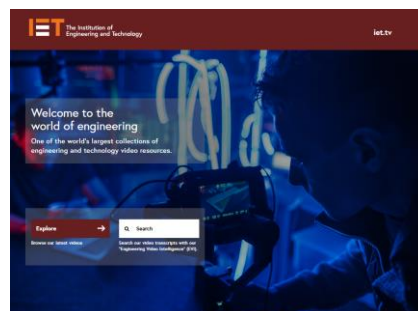 IET
The Institution of
Engineering and Technology
iet.tv
Welcome to the
world of engineering
One of the world's largest collections of
engineering and technology video resources.
Explore
Search
Browse our latest videos
Search our video transcripts with our
"Engineering Video Intelligence" (EVI)